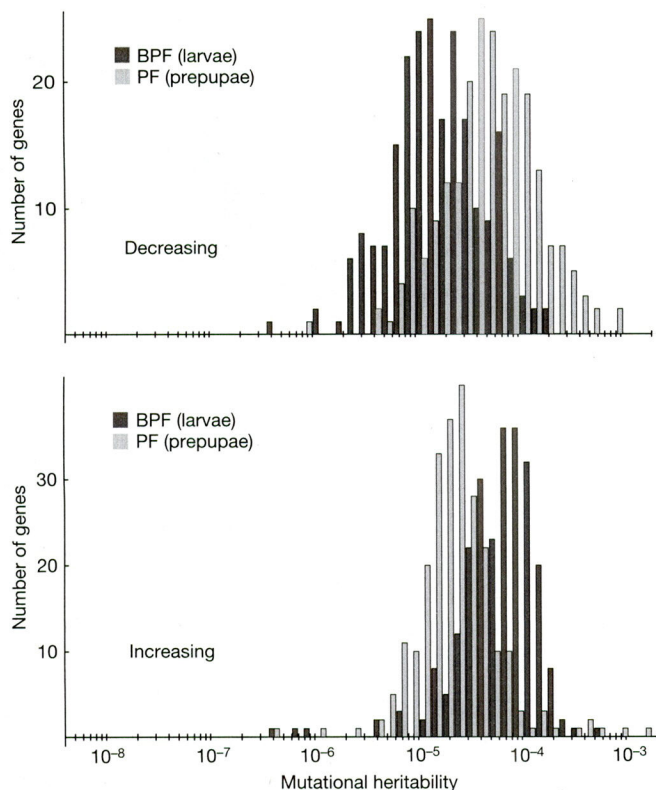 BPF (larvae)
PF (prepupae)
20
Number of genes
10
Decreasing
BPF (larvae)
PF (prepupae)
30
Number of genes
20
10
Increasing
10⁻⁸ 10⁻⁷ 10⁻⁶ 10⁻⁵ 10⁻⁴ 10⁻³
Mutational heritability